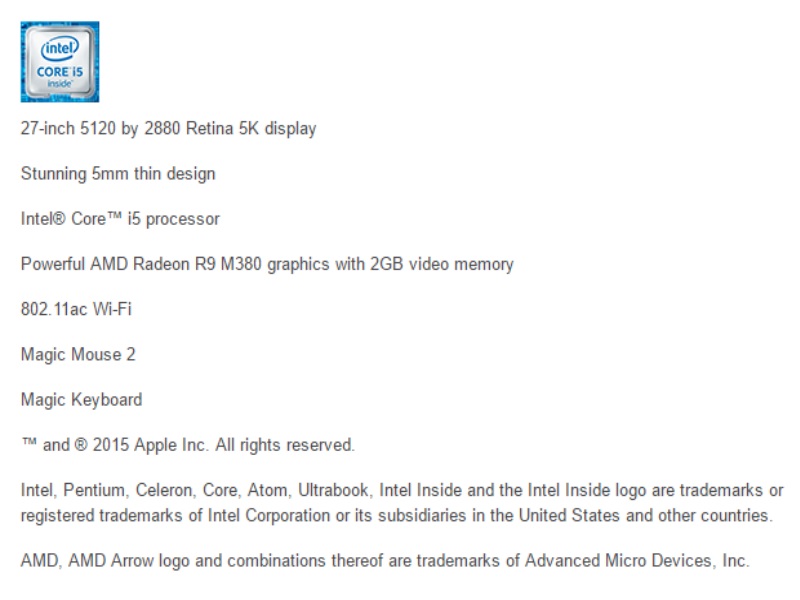 intel
CORE i5
inside™
27-inch 5120 by 2880 Retina 5K display
Stunning 5mm thin design
Intel® Core™ i5 processor
Powerful AMD Radeon R9 M380 graphics with 2GB video memory
802.11ac Wi-Fi
Magic Mouse 2
Magic Keyboard
™ and ® 2015 Apple Inc. All rights reserved.
Intel, Pentium, Celeron, Core, Atom, Ultrabook, Intel Inside and the Intel Inside logo are trademarks or
registered trademarks of Intel Corporation or its subsidiaries in the United States and other countries.
AMD, AMD Arrow logo and combinations thereof are trademarks of Advanced Micro Devices, Inc.